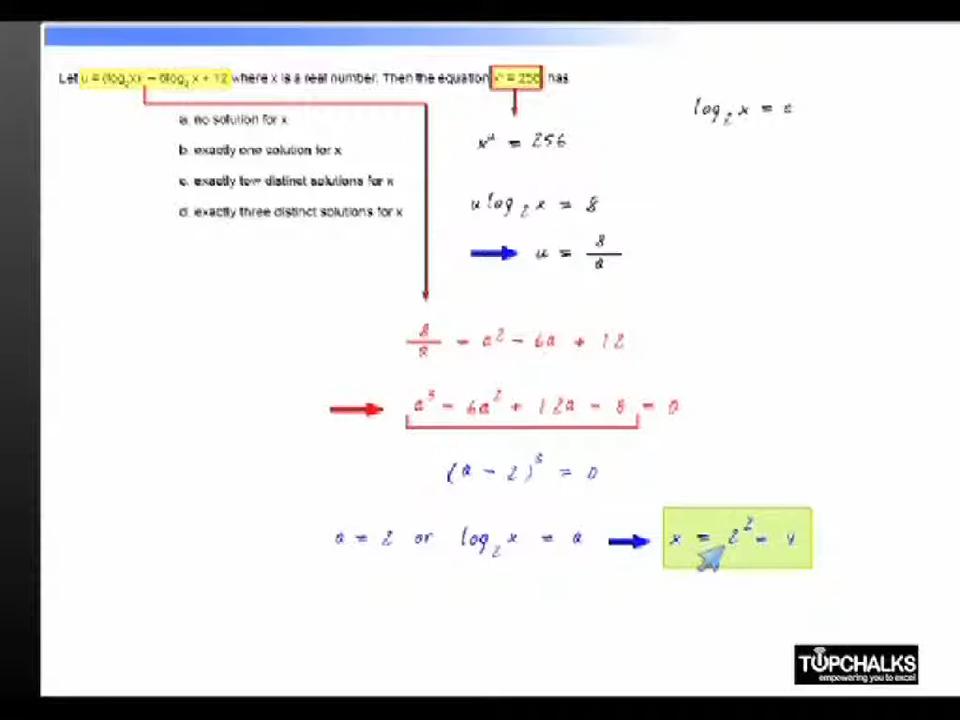 Let u = (log₂x)² − 6log₂ x + 12 where x is a real number. Then the equation xᵘ = 256 has
a. no solution for x
b. exactly one solution for x
c. exactly tow distinct solutions for x
d. exactly three distinct solutions for x
log₂ x = a
xᵘ = 256
u log₂ x = 8
u = 8/a
8/a = a² − 6a + 12
a³ − 6a² + 12a − 8 = 0
(a − 2)³ = 0
a = 2 or log₂ x = a
x = 2² = 4
TOPCHALKS
empowering you to excel